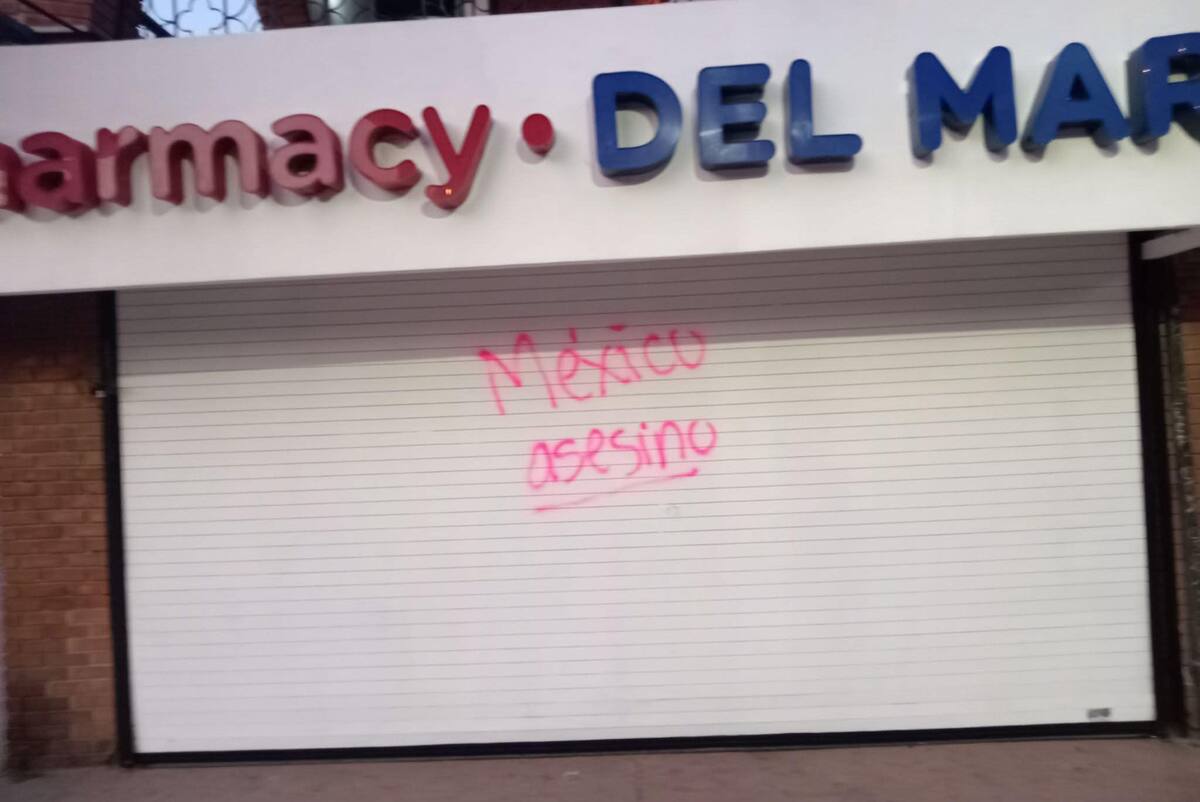 armacy • DEL MAR
México
asesino